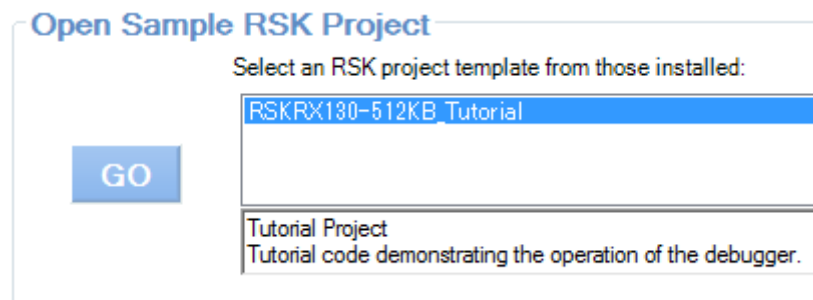 Open Sample RSK Project
Select an RSK project template from those installed:
RSKRX130-512KB_Tutorial
GO
Tutorial Project
Tutorial code demonstrating the operation of the debugger.